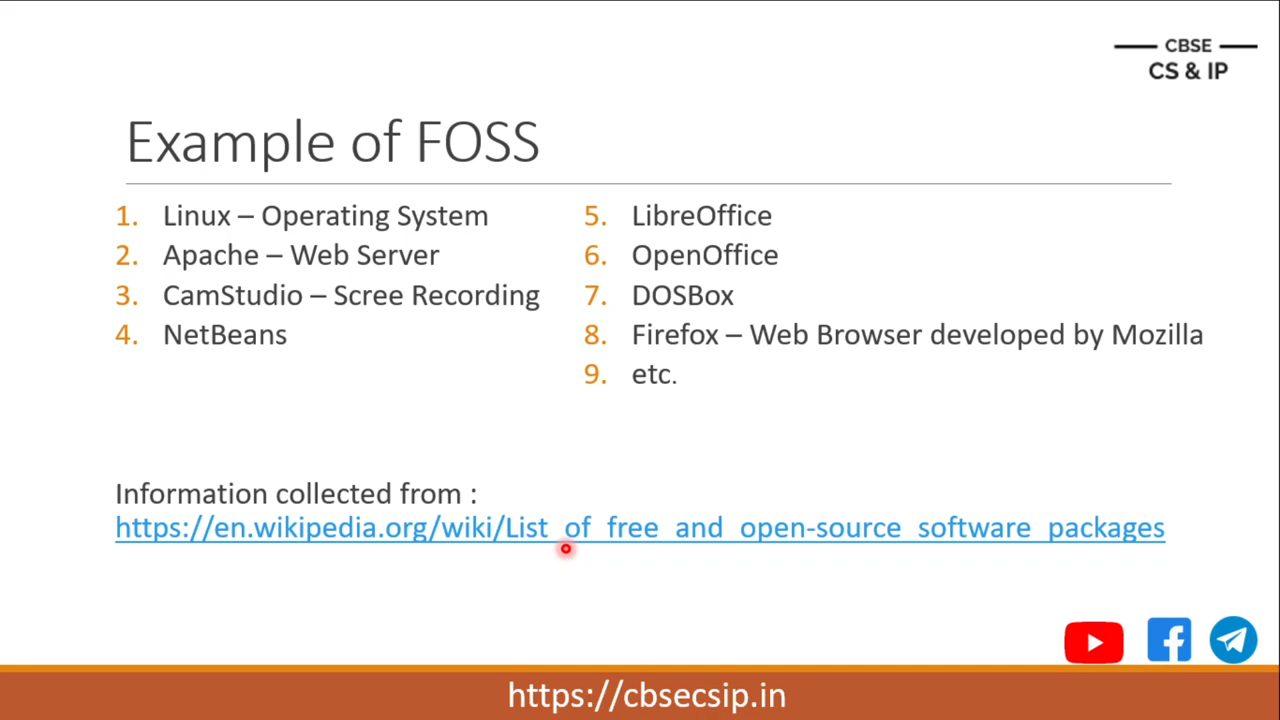 CBSE
CS & IP
Example of FOSS
1. Linux – Operating System
2. Apache – Web Server
3. CamStudio – Scree Recording
4. NetBeans
5. LibreOffice
6. OpenOffice
7. DOSBox
8. Firefox – Web Browser developed by Mozilla
9. etc.
Information collected from :
https://en.wikipedia.org/wiki/List_of_free_and_open-source_software_packages
https://cbsecsip.in